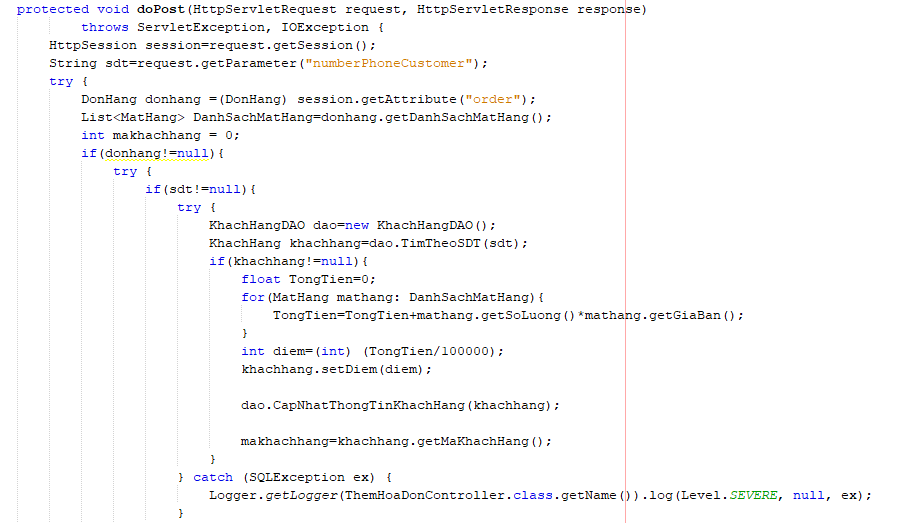 protected void doPost(HttpServletRequest request, HttpServletResponse response)
throws ServletException, IOException {
HttpSession session=request.getSession();
String sdt=request.getParameter("numberPhoneCustomer");
try {
DonHang donhang =(DonHang) session.getAttribute("order");
List<MatHang> DanhSachMatHang=donhang.getDanhSachMatHang();
int makhachhang = 0;
if(donhang!=null){
try {
if(sdt!=null){
try {
KhachHangDAO dao=new KhachHangDAO();
KhachHang khachhang=dao.TimTheoSDT(sdt);
if(khachhang!=null){
float TongTien=0;
for(MatHang mathang: DanhSachMatHang){
TongTien=TongTien+mathang.getSoLuong()*mathang.getGiaBan();
}
int diem=(int) (TongTien/100000);
khachhang.setDiem(diem);
dao.CapNhatThongTinKhachHang(khachhang);
makhachhang=khachhang.getMaKhachHang();
}
} catch (SQLException ex) {
Logger.getLogger(ThemHoaDonController.class.getName()).log(Level.SEVERE, null, ex);
}